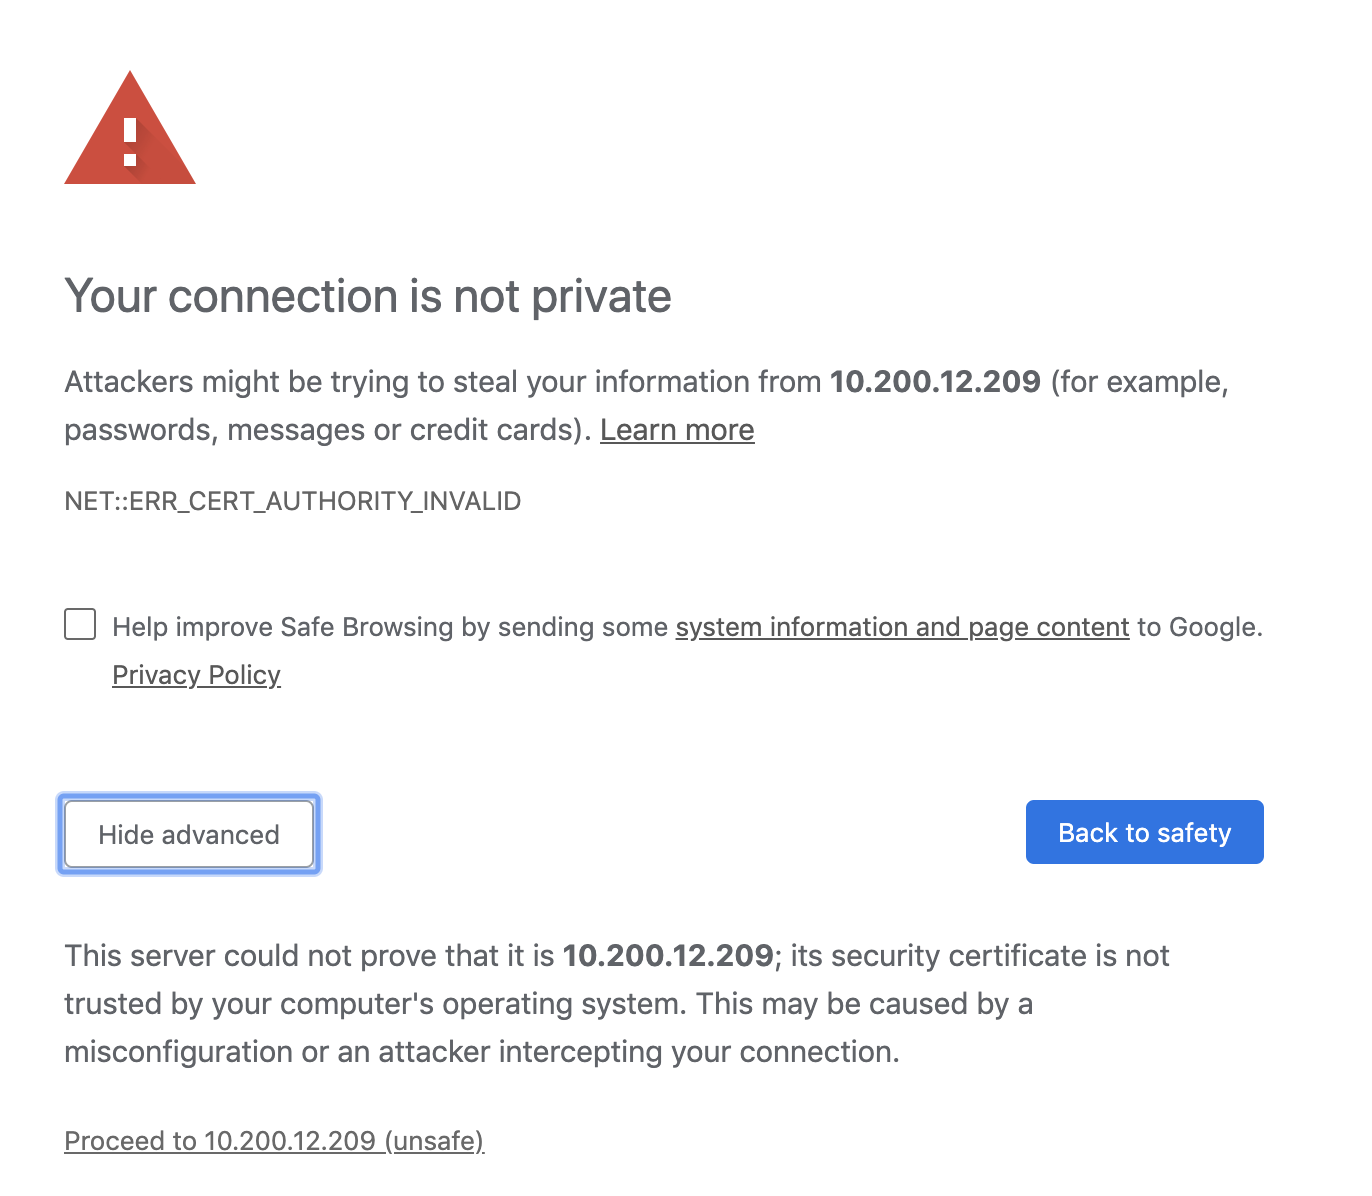 Your connection is not private
Attackers might be trying to steal your information from 10.200.12.209 (for example,
passwords, messages or credit cards). Learn more
NET::ERR_CERT_AUTHORITY_INVALID
Help improve Safe Browsing by sending some system information and page content to Google.
Privacy Policy
Hide advanced
Back to safety
This server could not prove that it is 10.200.12.209; its security certificate is not
trusted by your computer's operating system. This may be caused by a
misconfiguration or an attacker intercepting your connection.
Proceed to 10.200.12.209 (unsafe)